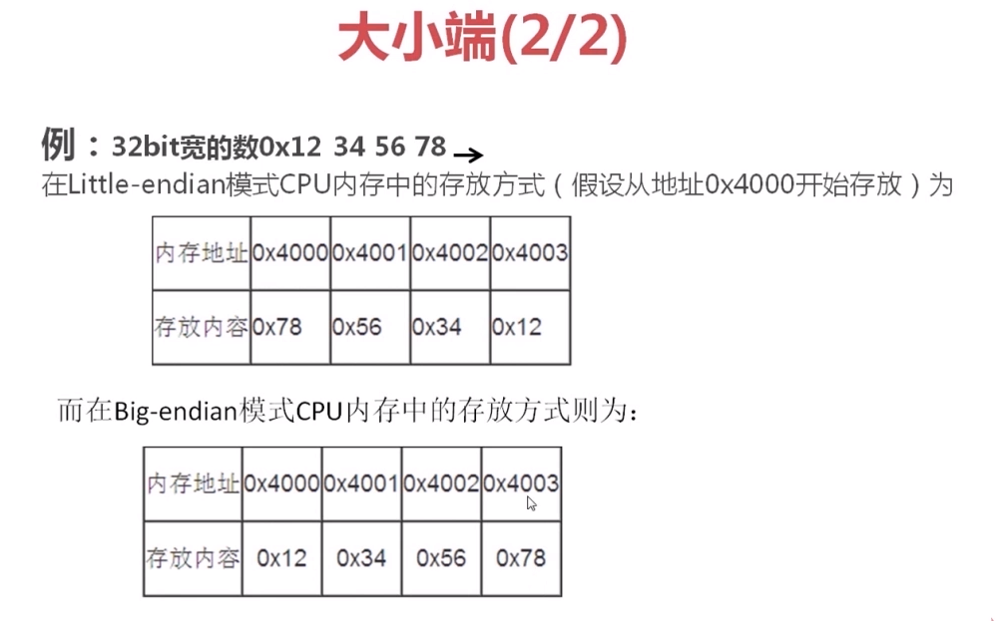 大小端(2/2)
例：32bit宽的数0x12 34 56 78
在Little-endian模式CPU内存中的存放方式（假设从地址0x4000开始存放）为
内存地址 0x4000 0x4001 0x4002 0x4003
存放内容 0x78 0x56 0x34 0x12
而在Big-endian模式CPU内存中的存放方式则为：
内存地址 0x4000 0x4001 0x4002 0x4003
存放内容 0x12 0x34 0x56 0x78